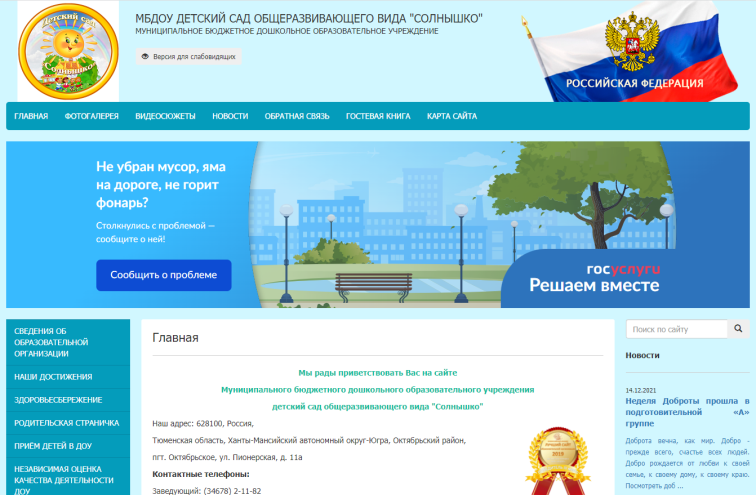 Детский сад
Солнышко
МБДОУ ДЕТСКИЙ САД ОБЩЕРАЗВИВАЮЩЕГО ВИДА "СОЛНЫШКО"
МУНИЦИПАЛЬНОЕ БЮДЖЕТНОЕ ДОШКОЛЬНОЕ ОБРАЗОВАТЕЛЬНОЕ УЧРЕЖДЕНИЕ
Версия для слабовидящих
РОССИЙСКАЯ ФЕДЕРАЦИЯ
ГЛАВНАЯ ФОТОГАЛЕРЕЯ ВИДЕОСЮЖЕТЫ НОВОСТИ ОБРАТНАЯ СВЯЗЬ ГОСТЕВАЯ КНИГА КАРТА САЙТА
Не убран мусор, яма
на дороге, не горит
фонарь?
Столкнулись с проблемой —
сообщите о ней!
Сообщить о проблеме
госуслуги
Решаем вместе
СВЕДЕНИЯ ОБ
ОБРАЗОВАТЕЛЬНОЙ
ОРГАНИЗАЦИИ
НАШИ ДОСТИЖЕНИЯ
ЗДОРОВЬЕСБЕРЕЖЕНИЕ
РОДИТЕЛЬСКАЯ СТРАНИЧКА
ПРИЁМ ДЕТЕЙ В ДОУ
НЕЗАВИСИМАЯ ОЦЕНКА
КАЧЕСТВА ДЕЯТЕЛЬНОСТИ
ДОУ
Главная
Мы рады приветствовать Вас на сайте
Муниципального бюджетного дошкольного образовательного учреждения
детский сад общеразвивающего вида "Солнышко"
Наш адрес: 628100, Россия,
Тюменская область, Ханты-Мансийский автономный округ-Югра, Октябрьский район,
пгт. Октябрьское, ул. Пионерская, д. 11а
Контактные телефоны:
Заведующий: (34678) 2-11-82
2019
Поиск по сайту
Новости
14.12.2021
Неделя Доброты прошла в
подготовительной «А»
группе
Доброта вечна, как мир. Добро -
прежде всего, счастье всех людей.
Добро рождается от любви к своей
семье, к своему дому, к своему краю.
Посмотреть доб ...